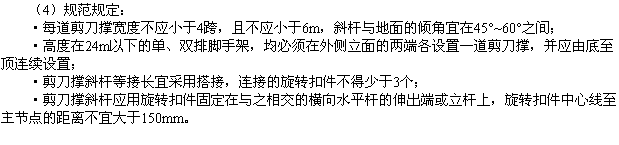 （4）规范规定：
·每道剪刀撑宽度不应小于4跨，且不应小于6m，斜杆与地面的倾角宜在45°~60°之间；
·高度在24ml以下的单、双排脚手架，均必须在外侧立面的两端各设置一道剪刀撑，并应由底至
顶连续设置；
·剪刀撑斜杆等接长宜采用搭接，连接的旋转扣件不得少于3个；
·剪刀撑斜杆应用旋转扣件固定在与之相交的横向水平杆的伸出端或立杆上，旋转扣件中心线至
主节点的距离不宜大于150mm。